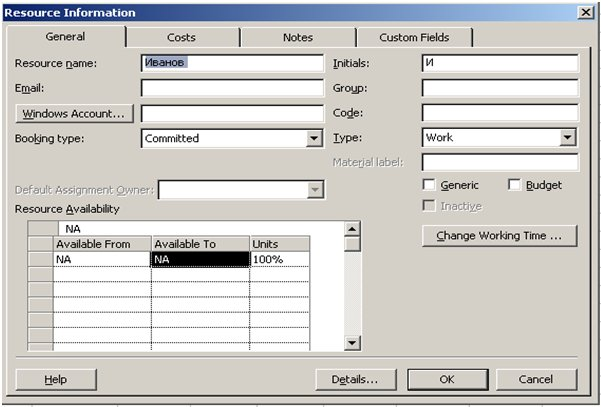 Resource Information
General Costs Notes Custom Fields
Resource name: Иванов Initials: И
Email: Group:
Windows Account... Code:
Booking type: Committed Type: Work
Material label:
Default Assignment Owner: Generic Budget
Resource Availability Inactive
NA
Change Working Time ...
Available From Available To Units
NA NA 100%
Help Details... OK Cancel